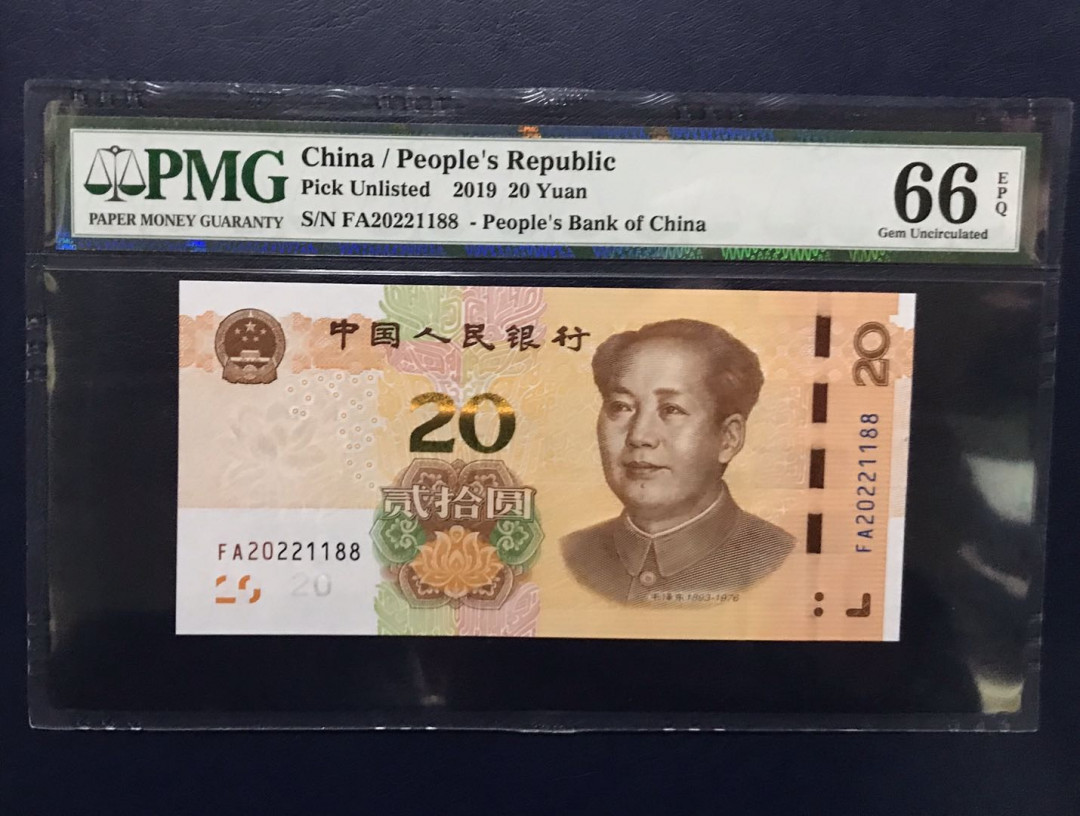 PMG
PAPER MONEY GUARANTY
China / People's Republic
Pick Unlisted 2019 20 Yuan
S/N FA20221188 - People's Bank of China
66
EPQ
Gem Uncirculated
中国人民银行
20
贰拾圆
FA20221188
20
毛泽东 1893-1976
20
FA20221188